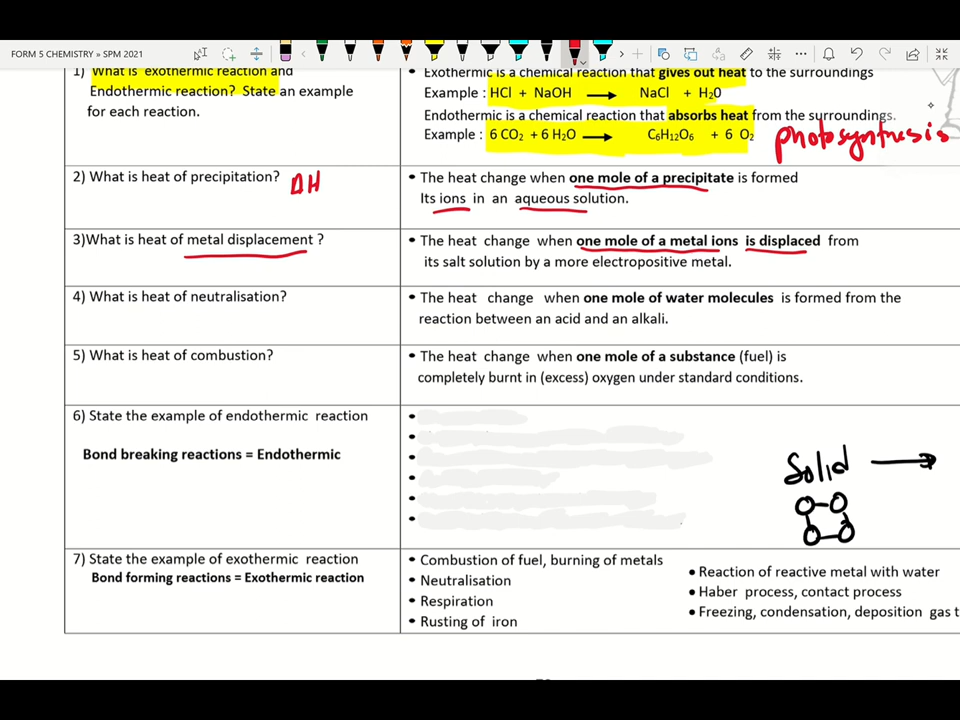 FORM 5 CHEMISTRY » SPM 2021
1) What is exothermic reaction and
Endothermic reaction? State an example
for each reaction.
Exothermic is a chemical reaction that gives out heat to the surroundings
Example : HCl + NaOH → NaCl + H₂0
Endothermic is a chemical reaction that absorbs heat from the surroundings.
Example : 6 CO₂ + 6 H₂O → C₆H₁₂O₆ + 6 O₂
photosynthesis
2) What is heat of precipitation? ΔH
• The heat change when one mole of a precipitate is formed
Its ions in an aqueous solution.
3)What is heat of metal displacement ?
• The heat change when one mole of a metal ions is displaced from
its salt solution by a more electropositive metal.
4) What is heat of neutralisation?
• The heat change when one mole of water molecules is formed from the
reaction between an acid and an alkali.
5) What is heat of combustion?
• The heat change when one mole of a substance (fuel) is
completely burnt in (excess) oxygen under standard conditions.
6) State the example of endothermic reaction
Bond breaking reactions = Endothermic
Solid →
7) State the example of exothermic reaction
Bond forming reactions = Exothermic reaction
• Combustion of fuel, burning of metals
• Neutralisation
• Respiration
• Rusting of iron
• Reaction of reactive metal with water
• Haber process, contact process
• Freezing, condensation, deposition gas t